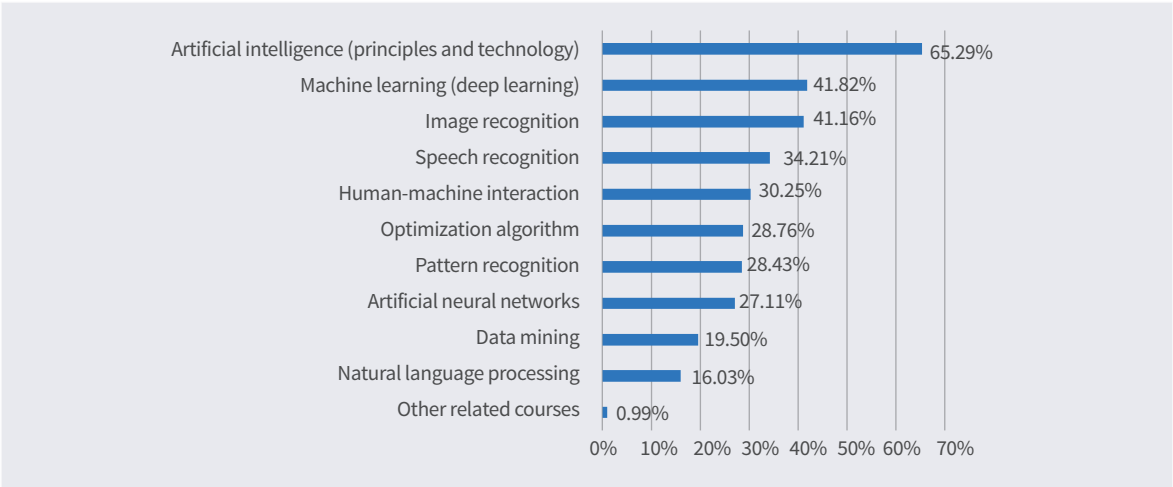 Artificial intelligence (principles and technology) 65.29%
Machine learning (deep learning) 41.82%
Image recognition 41.16%
Speech recognition 34.21%
Human-machine interaction 30.25%
Optimization algorithm 28.76%
Pattern recognition 28.43%
Artificial neural networks 27.11%
Data mining 19.50%
Natural language processing 16.03%
Other related courses 0.99%
0% 10% 20% 30% 40% 50% 60% 70%